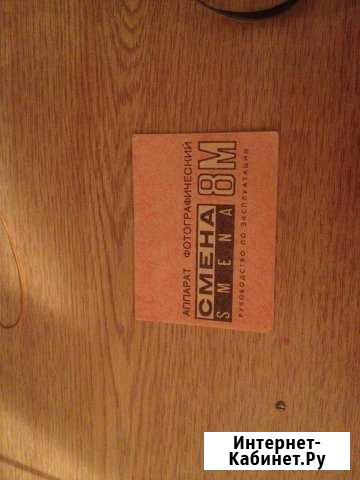 АППАРАТ ФОТОГРАФИЧЕСКИЙ
СМЕНА 8М
SMENA
РУКОВОДСТВО ПО ЭКСПЛУАТАЦИИ
Интернет-
Кабинет.Ру